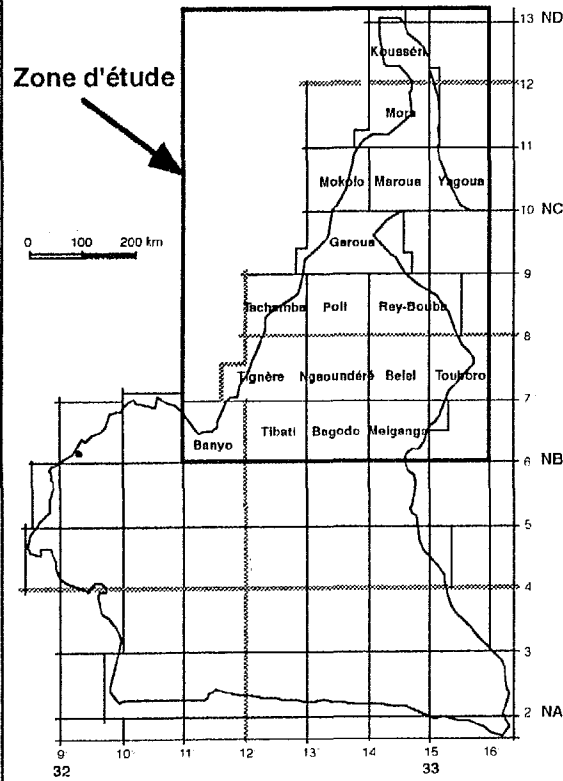 13 ND
Kousséri
Zone d'étude
12
Mora
11
Mokolo Maroua Yagoua
10 NC
Garoua
0 100 200 km
9
Tachamba Poli Rey-Bouba
8
Tignère Ngaoundéré Belel Touboro
7
Banyo Tibati Bagodo Meiganga
6 NB
5
4
3
2 NA
9 10 11 12 13 14 15 16
32 33